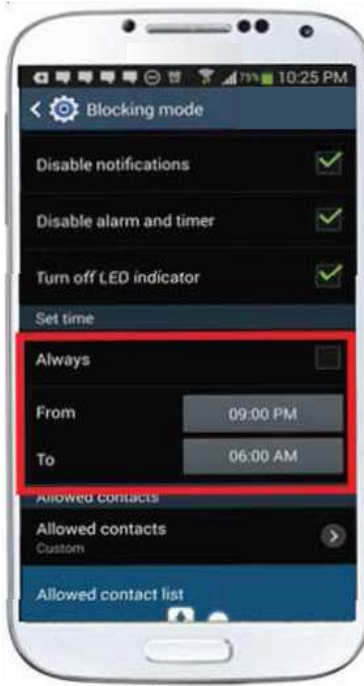 75% 10:25 PM
Blocking mode
Disable notifications
Disable alarm and timer
Turn off LED indicator
Set time
Always
From 09:00 PM
To 06:00 AM
Allowed contacts
Allowed contacts
Custom
Allowed contact list